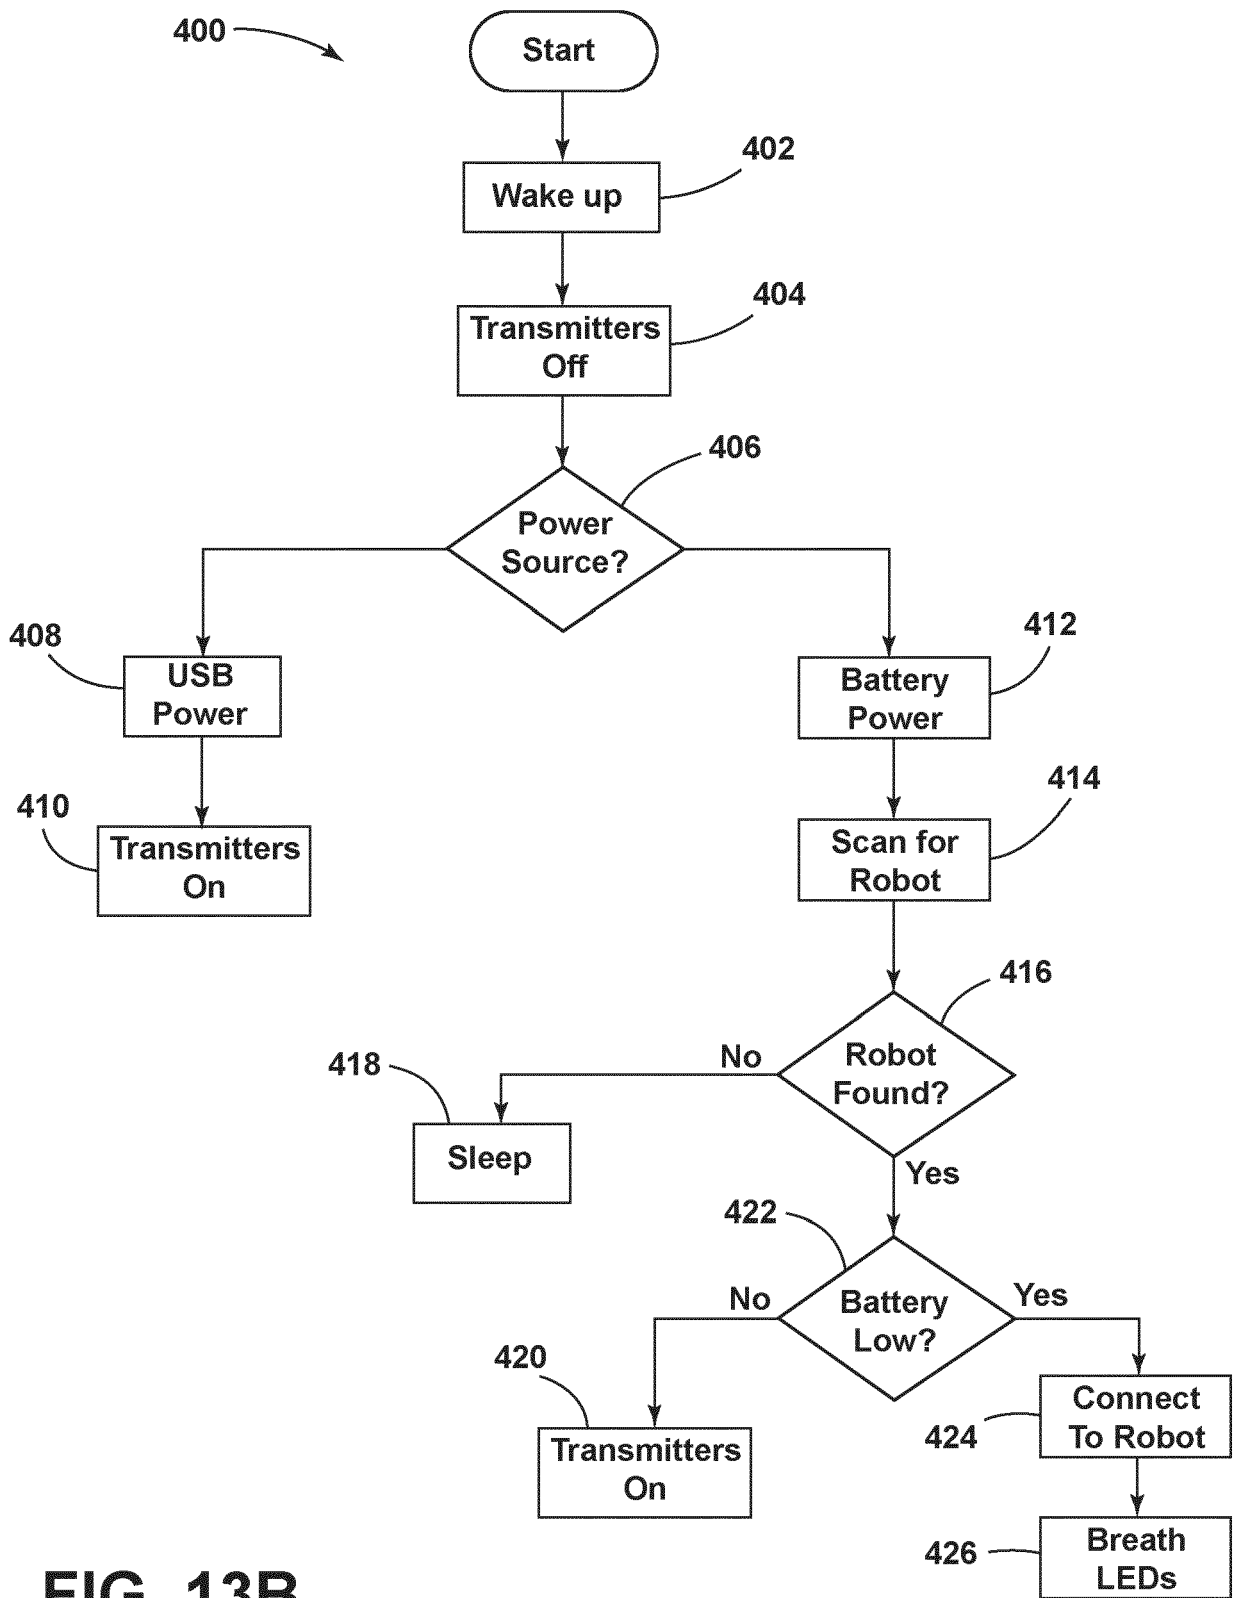 400
Start
402
Wake up
404
Transmitters
Off
406
Power
Source?
408
USB
Power
412
Battery
Power
410
Transmitters
On
414
Scan for
Robot
416
Robot
Found?
No
418
Sleep
Yes
422
Battery
Low?
No
Yes
420
Transmitters
On
424
Connect
To Robot
426
Breath
LEDs
FIG. 13B